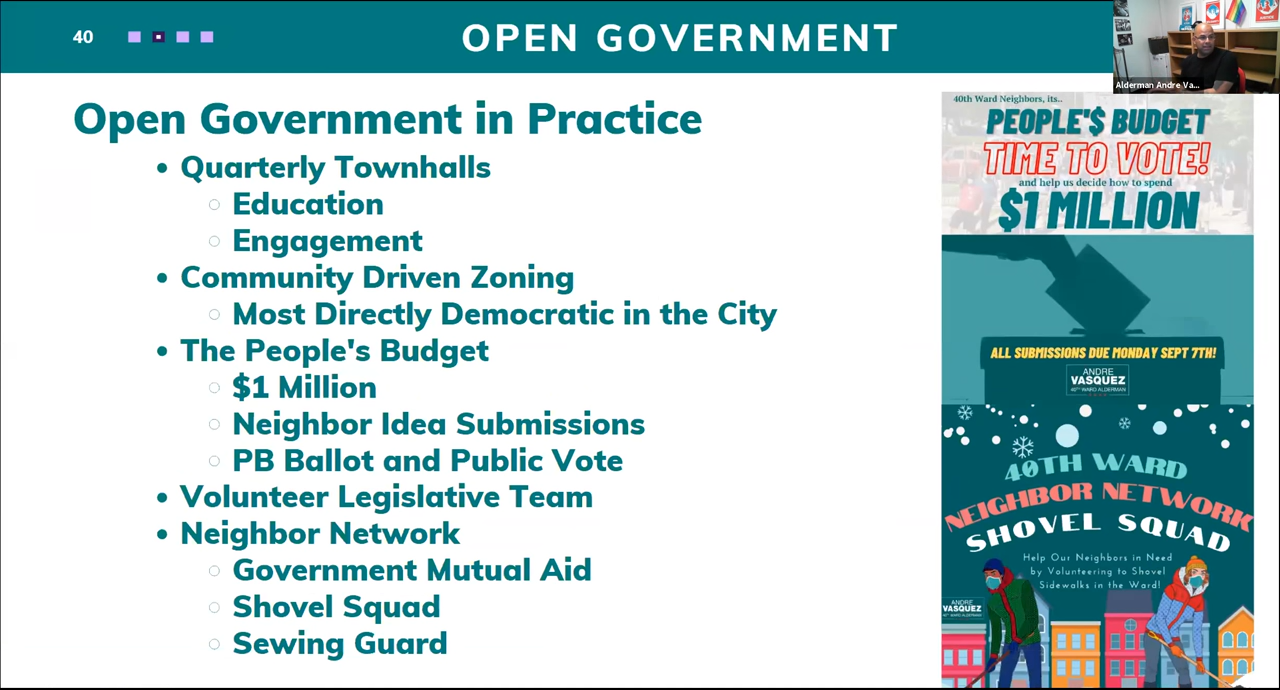 40
OPEN GOVERNMENT
Alderman Andre Va...
Open Government in Practice
Quarterly Townhalls
Education
Engagement
Community Driven Zoning
Most Directly Democratic in the City
The People's Budget
$1 Million
Neighbor Idea Submissions
PB Ballot and Public Vote
Volunteer Legislative Team
Neighbor Network
Government Mutual Aid
Shovel Squad
Sewing Guard
40th Ward Neighbors, its..
PEOPLE'$ BUDGET
TIME TO VOTE!
and help us decide how to spend
$1 MILLION
ALL SUBMISSIONS DUE MONDAY SEPT 7TH!
ANDRE
VASQUEZ
40TH WARD ALDERMAN
40TH WARD
NEIGHBOR NETWORK
SHOVEL SQUAD
Help Our Neighbors in Need
by Volunteering to Shovel
Sidewalks in the Ward!
ANDRE
VASQUEZ
40TH WARD ALDERMAN